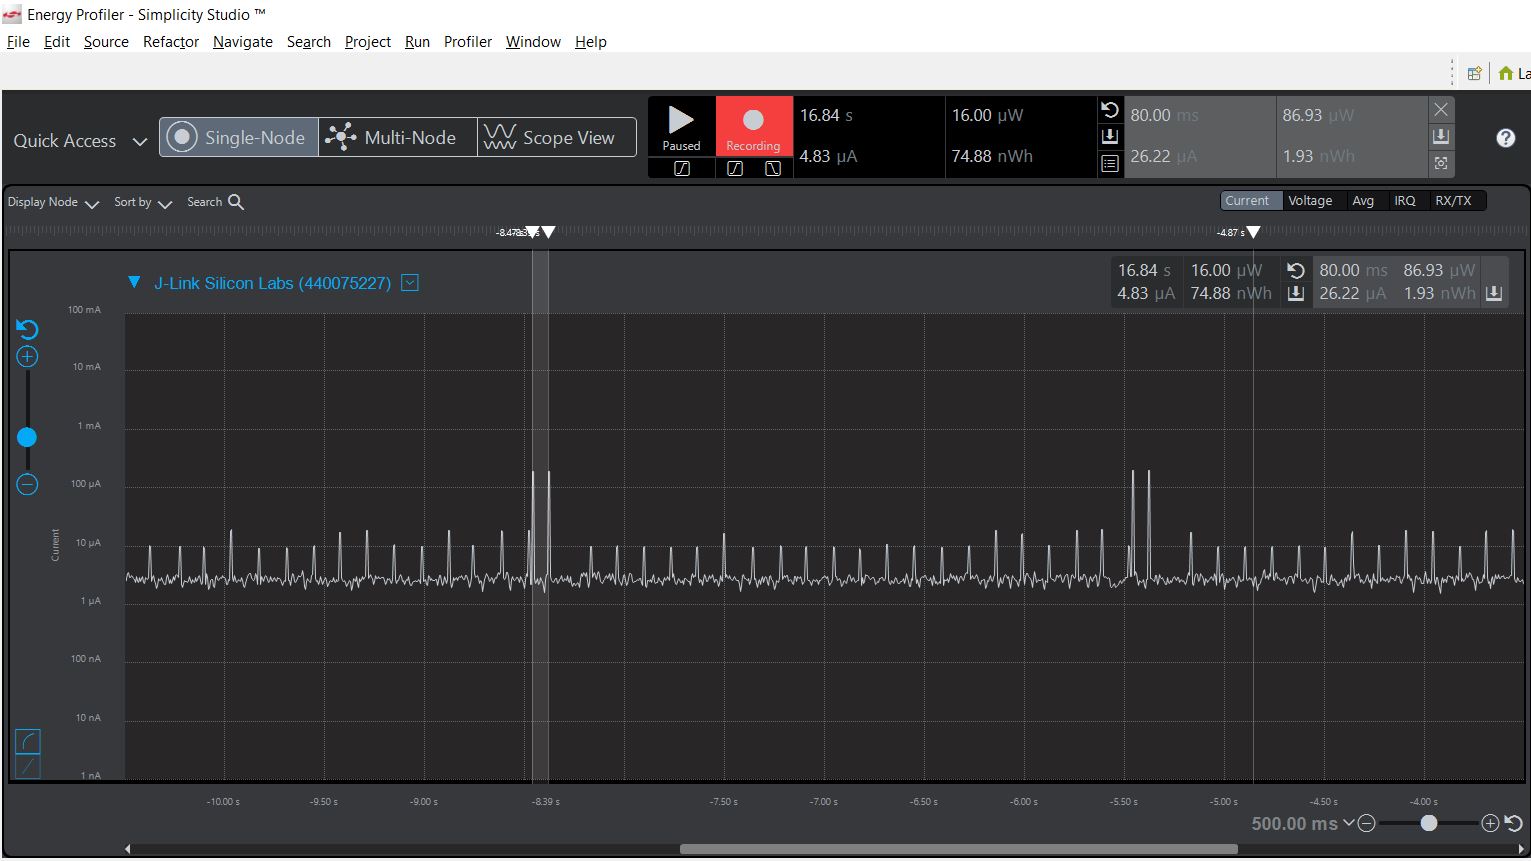 Energy Profiler - Simplicity Studio ™
File Edit Source Refactor Navigate Search Project Run Profiler Window Help
La
Quick Access Single-Node Multi-Node Scope View
Paused Recording
16.84 s 16.00 µW 80.00 ms 86.93 µW
4.83 µA 74.88 nWh 26.22 µA 1.93 nWh
Display Node Sort by Search
Current Voltage Avg IRQ RX/TX
-8.47 -4.87 s
J-Link Silicon Labs (440075227)
16.84 s 16.00 µW 80.00 ms 86.93 µW
4.83 µA 74.88 nWh 26.22 µA 1.93 nWh
100 mA
10 mA
1 mA
100 µA
10 µA
1 µA
100 nA
10 nA
1 nA
Current
-10.00 s -9.50 s -9.00 s -8.39 s -7.50 s -7.00 s -6.50 s -6.00 s -5.50 s -5.00 s -4.50 s -4.00 s
500.00 ms